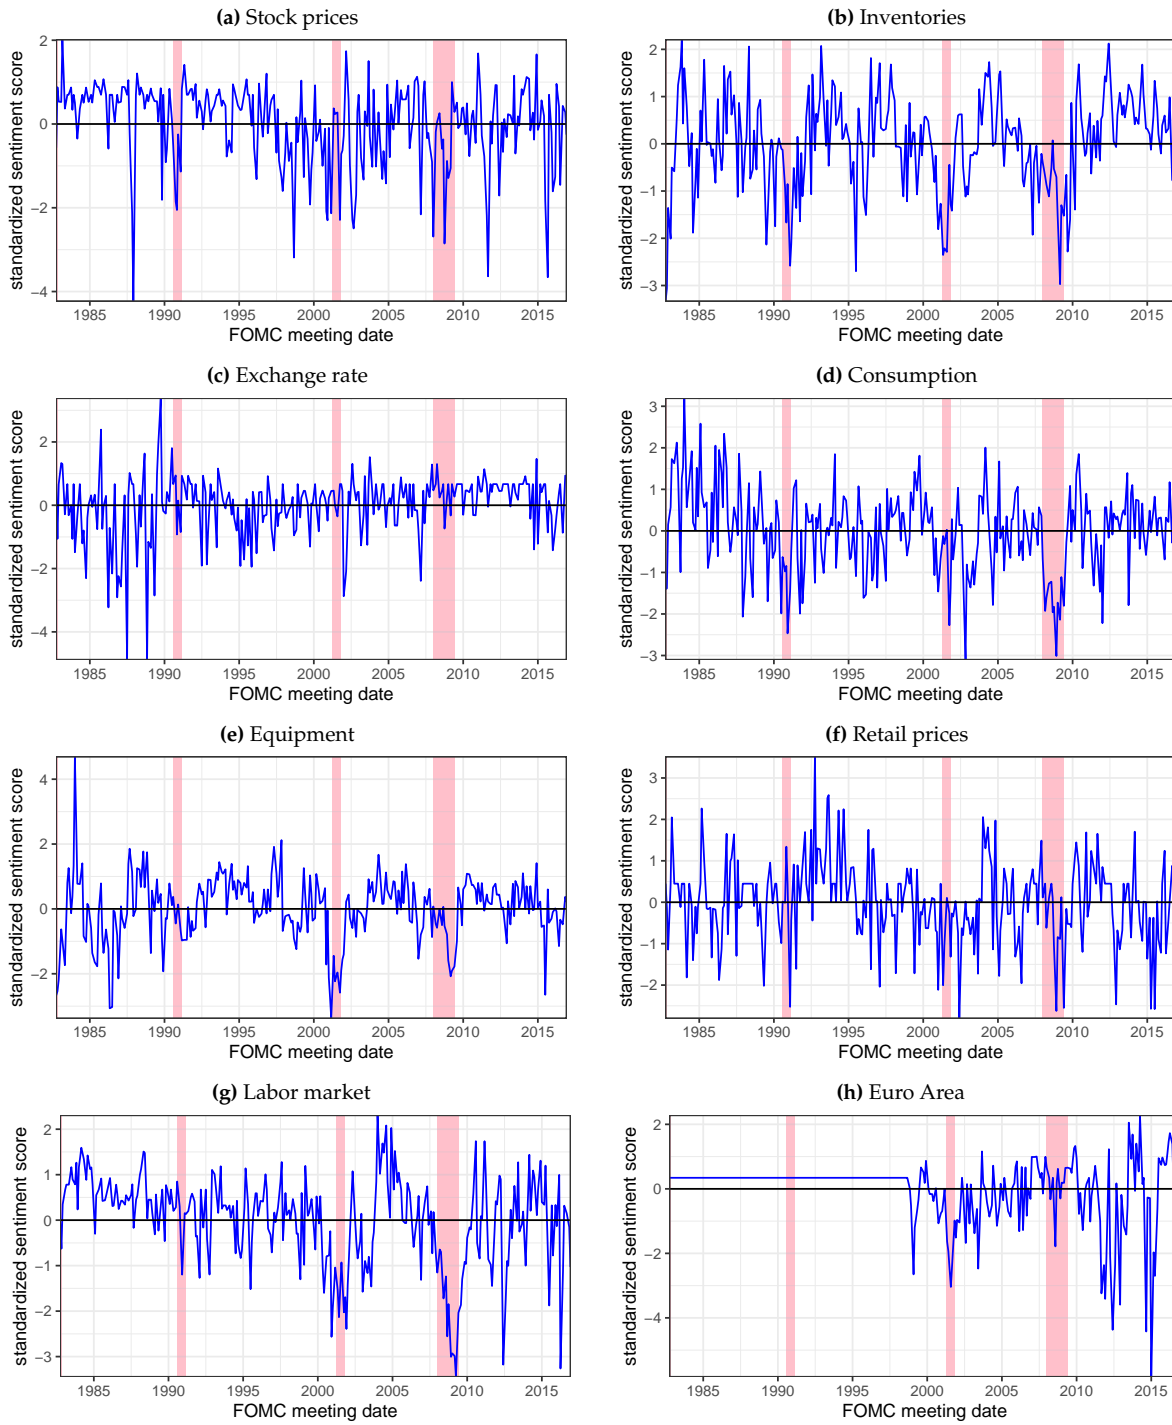 (a) Stock prices
standardized sentiment score
2
0
−2
−4
1985 1990 1995 2000 2005 2010 2015
FOMC meeting date
(b) Inventories
standardized sentiment score
2
1
0
−1
−2
−3
1985 1990 1995 2000 2005 2010 2015
FOMC meeting date
(c) Exchange rate
standardized sentiment score
2
0
−2
−4
1985 1990 1995 2000 2005 2010 2015
FOMC meeting date
(d) Consumption
standardized sentiment score
3
2
1
0
−1
−2
−3
1985 1990 1995 2000 2005 2010 2015
FOMC meeting date
(e) Equipment
standardized sentiment score
4
2
0
−2
1985 1990 1995 2000 2005 2010 2015
FOMC meeting date
(f) Retail prices
standardized sentiment score
3
2
1
0
−1
−2
1985 1990 1995 2000 2005 2010 2015
FOMC meeting date
(g) Labor market
standardized sentiment score
2
1
0
−1
−2
−3
1985 1990 1995 2000 2005 2010 2015
FOMC meeting date
(h) Euro Area
standardized sentiment score
2
0
−2
−4
1985 1990 1995 2000 2005 2010 2015
FOMC meeting date